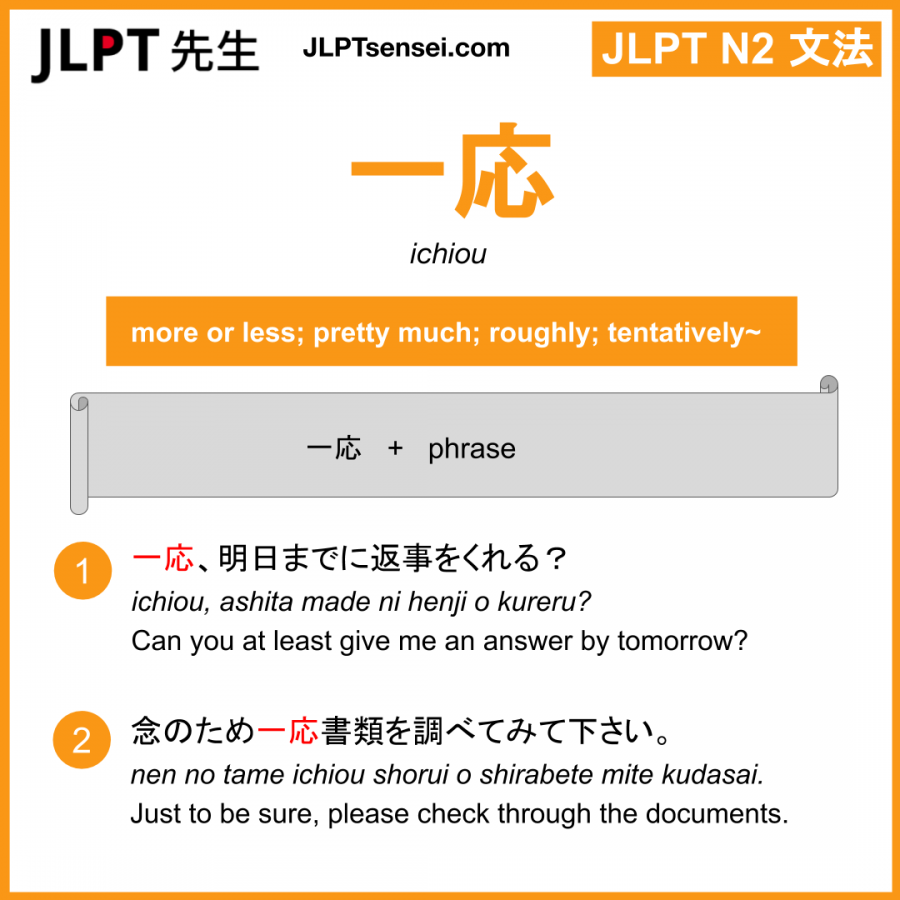 JLPT 先生
JLPTsensei.com
JLPT N2 文法
一応
ichiou
more or less; pretty much; roughly; tentatively~
一応 + phrase
1
一応、明日までに返事をくれる？
ichiou, ashita made ni henji o kureru?
Can you at least give me an answer by tomorrow?
2
念のため一応書類を調べてみて下さい。
nen no tame ichiou shorui o shirabete mite kudasai.
Just to be sure, please check through the documents.